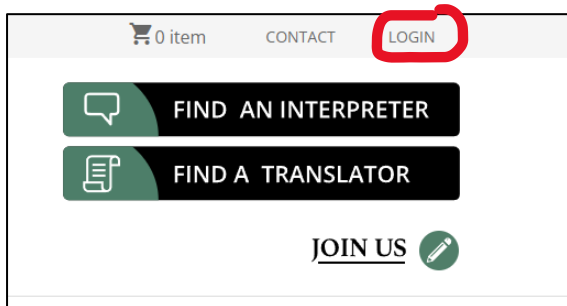 0 item CONTACT LOGIN
FIND AN INTERPRETER
FIND A TRANSLATOR
JOIN US